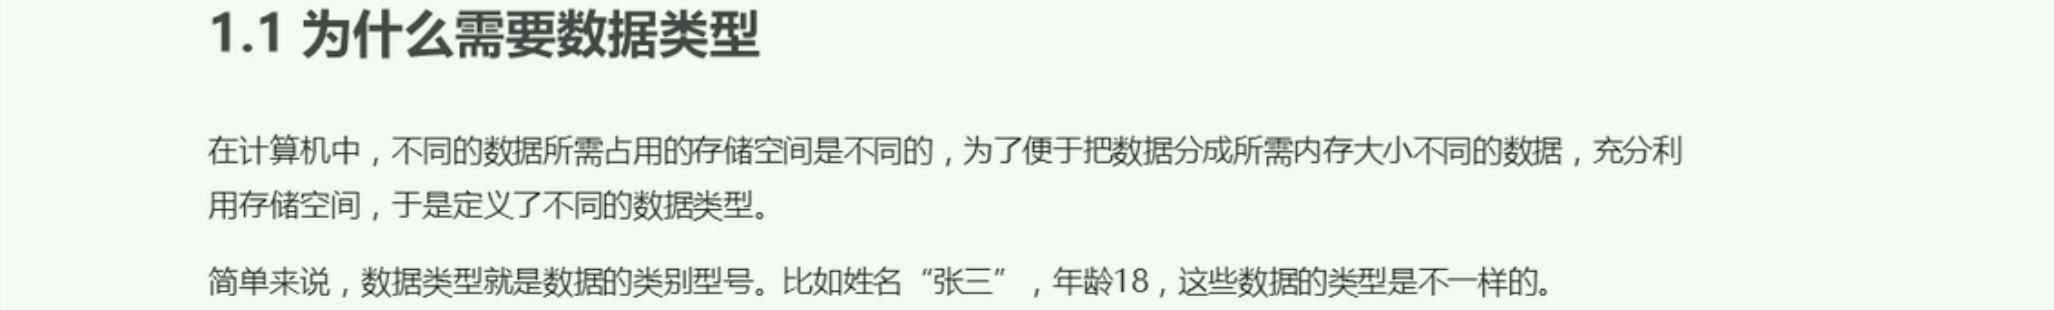 1.1 为什么需要数据类型
在计算机中，不同的数据所需占用的存储空间是不同的，为了便于把数据分成所需内存大小不同的数据，充分利
用存储空间，于是定义了不同的数据类型。
简单来说，数据类型就是数据的类别型号。比如姓名“张三”，年龄18，这些数据的类型是不一样的。